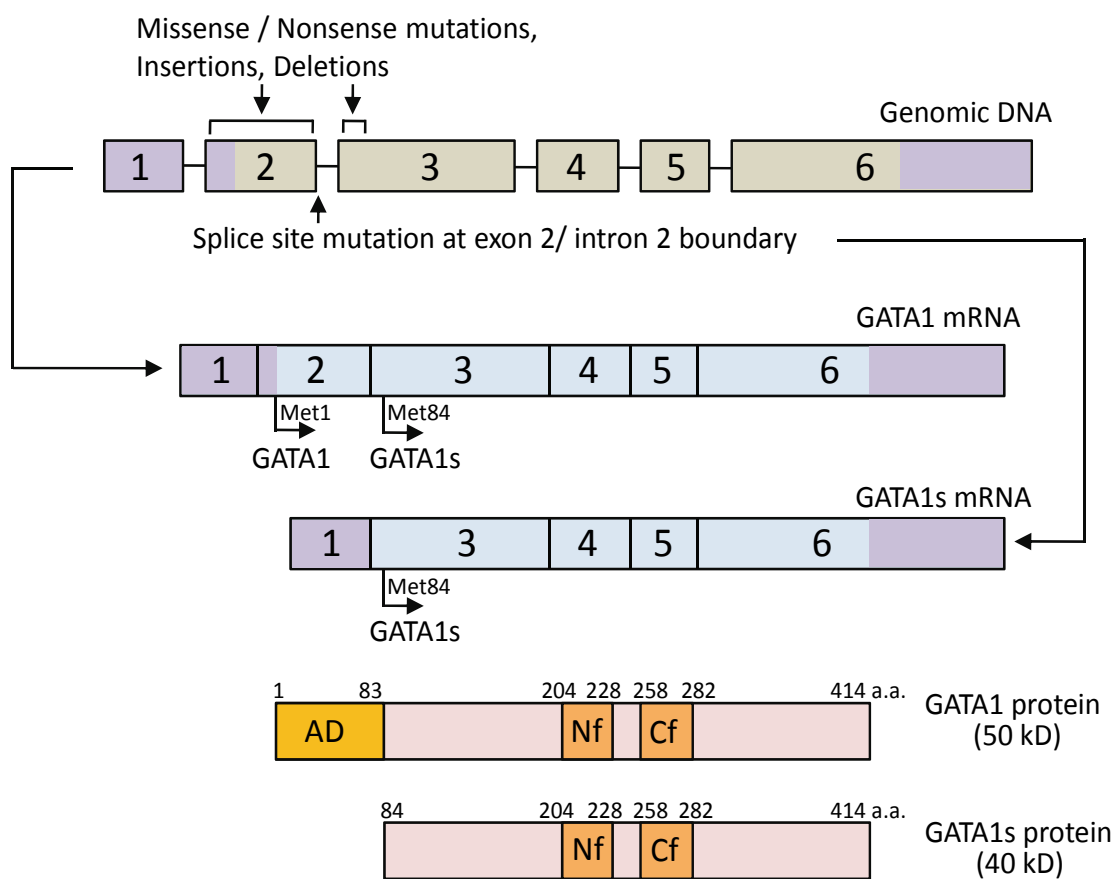 Missense / Nonsense mutations,
Insertions, Deletions
Genomic DNA
1 2 3 4 5 6
Splice site mutation at exon 2/ intron 2 boundary
GATA1 mRNA
1 2 3 4 5 6
Met1 Met84
GATA1 GATA1s
GATA1s mRNA
1 3 4 5 6
Met84
GATA1s
1 83 204 228 258 282 414 a.a.
AD Nf Cf
GATA1 protein
(50 kD)
84 204 228 258 282 414 a.a.
Nf Cf
GATA1s protein
(40 kD)